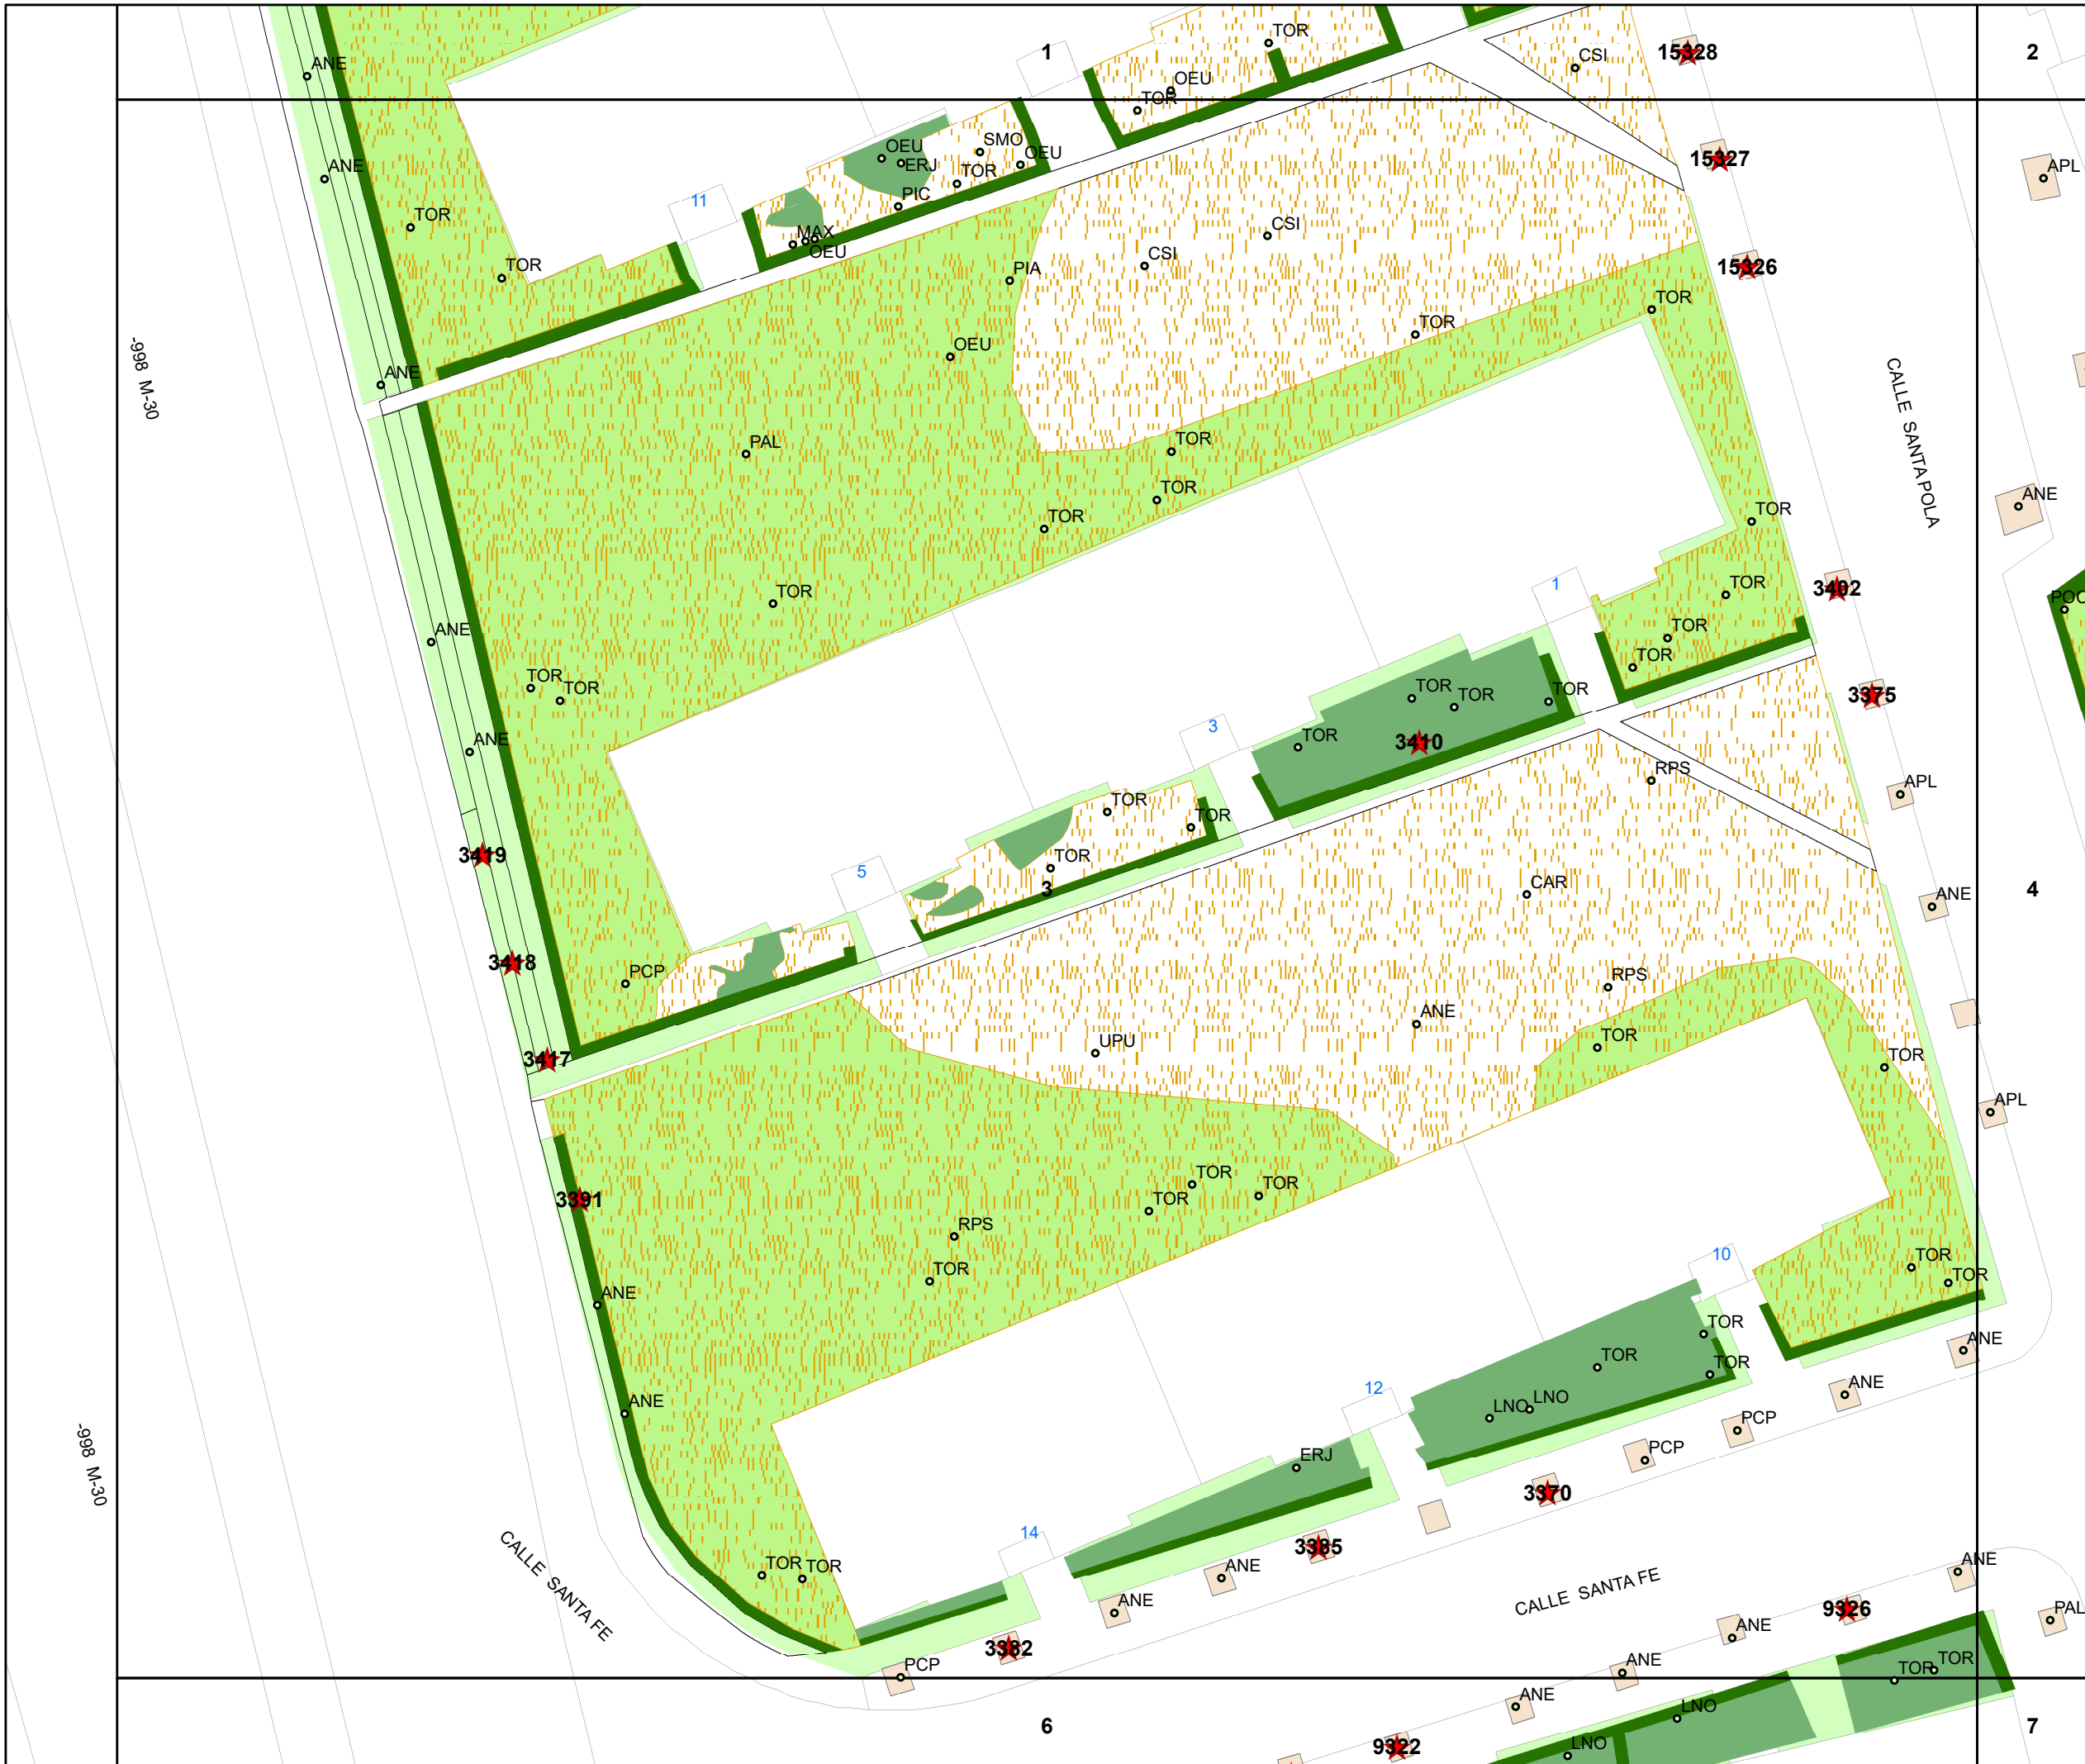 TOR
1
15328
2
CSI
ANE
OEU
TOR
SMO
OEU
ERJ
OEU
15327
TOR
APL
ANE
PIC
11
TOR
CSI
MAX
OEU
CSI
TOR
PIA
15326
TOR
TOR
OEU
-998 M-30
ANE
CALLE SANTA POLA
PAL
TOR
ANE
TOR
TOR
TOR
1
3402
TOR
TOR
ANE
TOR
TOR
TOR
TOR
TOR
TOR
TOR
3375
3
TOR
3410
ANE
RPS
APL
TOR
TOR
3419
TOR
5
3
CAR
4
ANE
3418
PCP
RPS
ANE
UPU
TOR
3417
TOR
APL
TOR
TOR
TOR
3391
RPS
10
TOR
TOR
TOR
ANE
TOR
ANE
TOR
TOR
12
ANE
ANE
LNO
LNO
PCP
PCP
ERJ
-998 M-30
3370
14
3385
CALLE SANTA FE
TOR
TOR
ANE
ANE
ANE
CALLE SANTA FE
9326
PAL
ANE
3382
PCP
ANE
TOR
TOR
ANE
LNO
6
7
9322
LNO